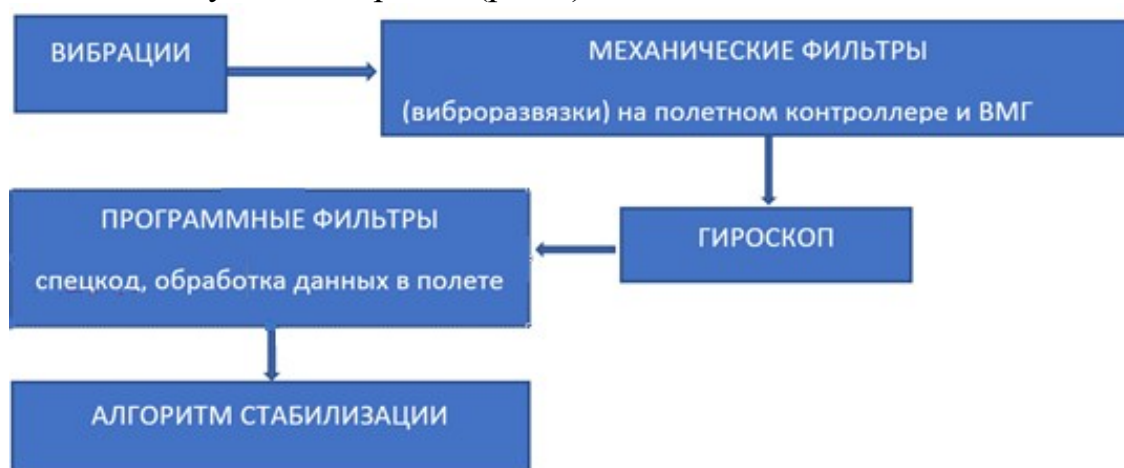 ВИБРАЦИИ
МЕХАНИЧЕСКИЕ ФИЛЬТРЫ
(виброразвязки) на полетном контроллере и ВМГ
ГИРОСКОП
ПРОГРАММНЫЕ ФИЛЬТРЫ
спецкод, обработка данных в полете
АЛГОРИТМ СТАБИЛИЗАЦИИ